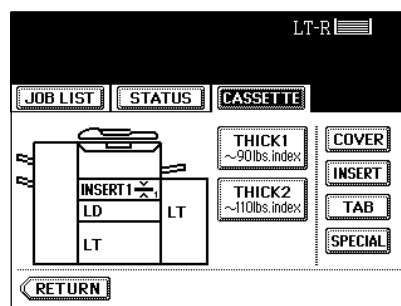 LT-R
JOB LIST STATUS CASSETTE
THICK1
~90lbs.index
THICK2
~110lbs.index
COVER
INSERT
TAB
SPECIAL
INSERT1 1
LD
LT
LT
RETURN